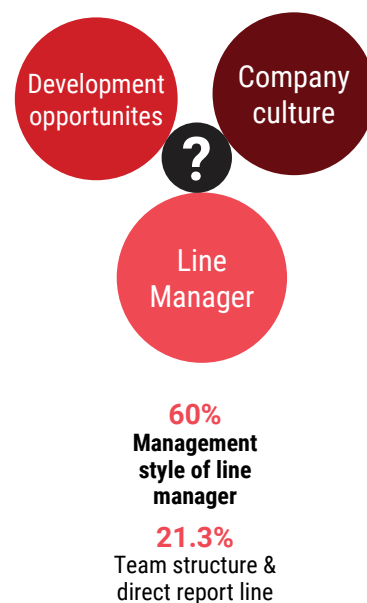 Development
opportunites
Company
culture
?
Line
Manager
60%
Management
style of line
manager
21.3%
Team structure &
direct report line